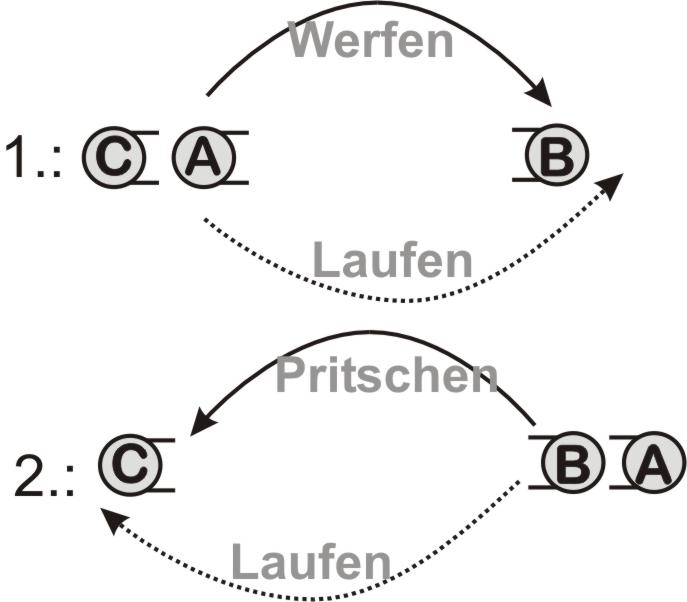 Werfen
1.: C A B
Laufen
Pritschen
2.: C B A
Laufen